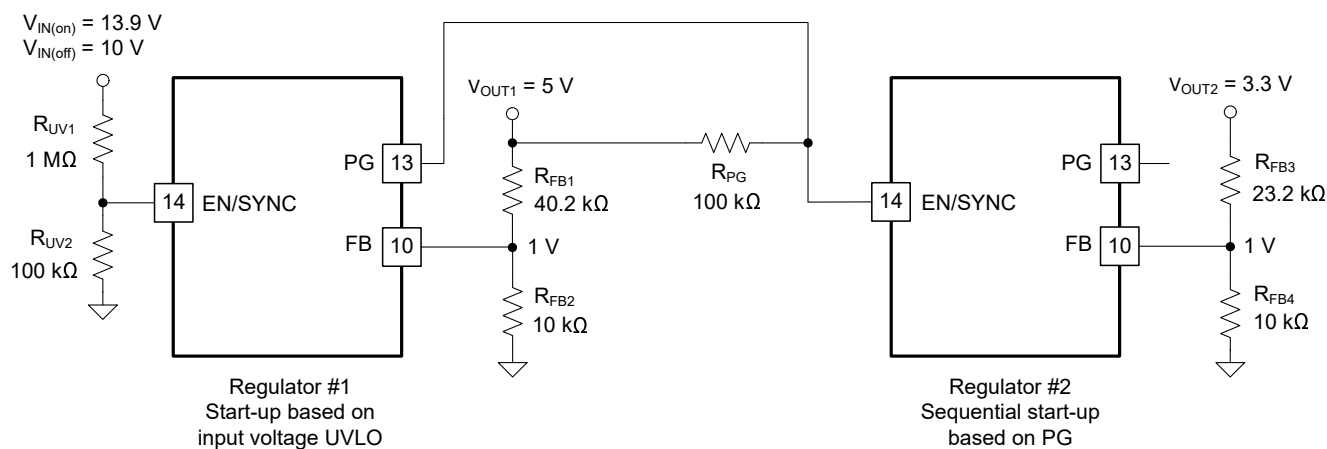 V_IN(on) = 13.9 V
V_IN(off) = 10 V
R_UV1
1 MΩ
14
EN/SYNC
R_UV2
100 kΩ
PG
13
FB
10
V_OUT1 = 5 V
R_FB1
40.2 kΩ
1 V
R_FB2
10 kΩ
R_PG
100 kΩ
14
EN/SYNC
PG
13
FB
10
V_OUT2 = 3.3 V
R_FB3
23.2 kΩ
1 V
R_FB4
10 kΩ
Regulator #1
Start-up based on
input voltage UVLO
Regulator #2
Sequential start-up
based on PG